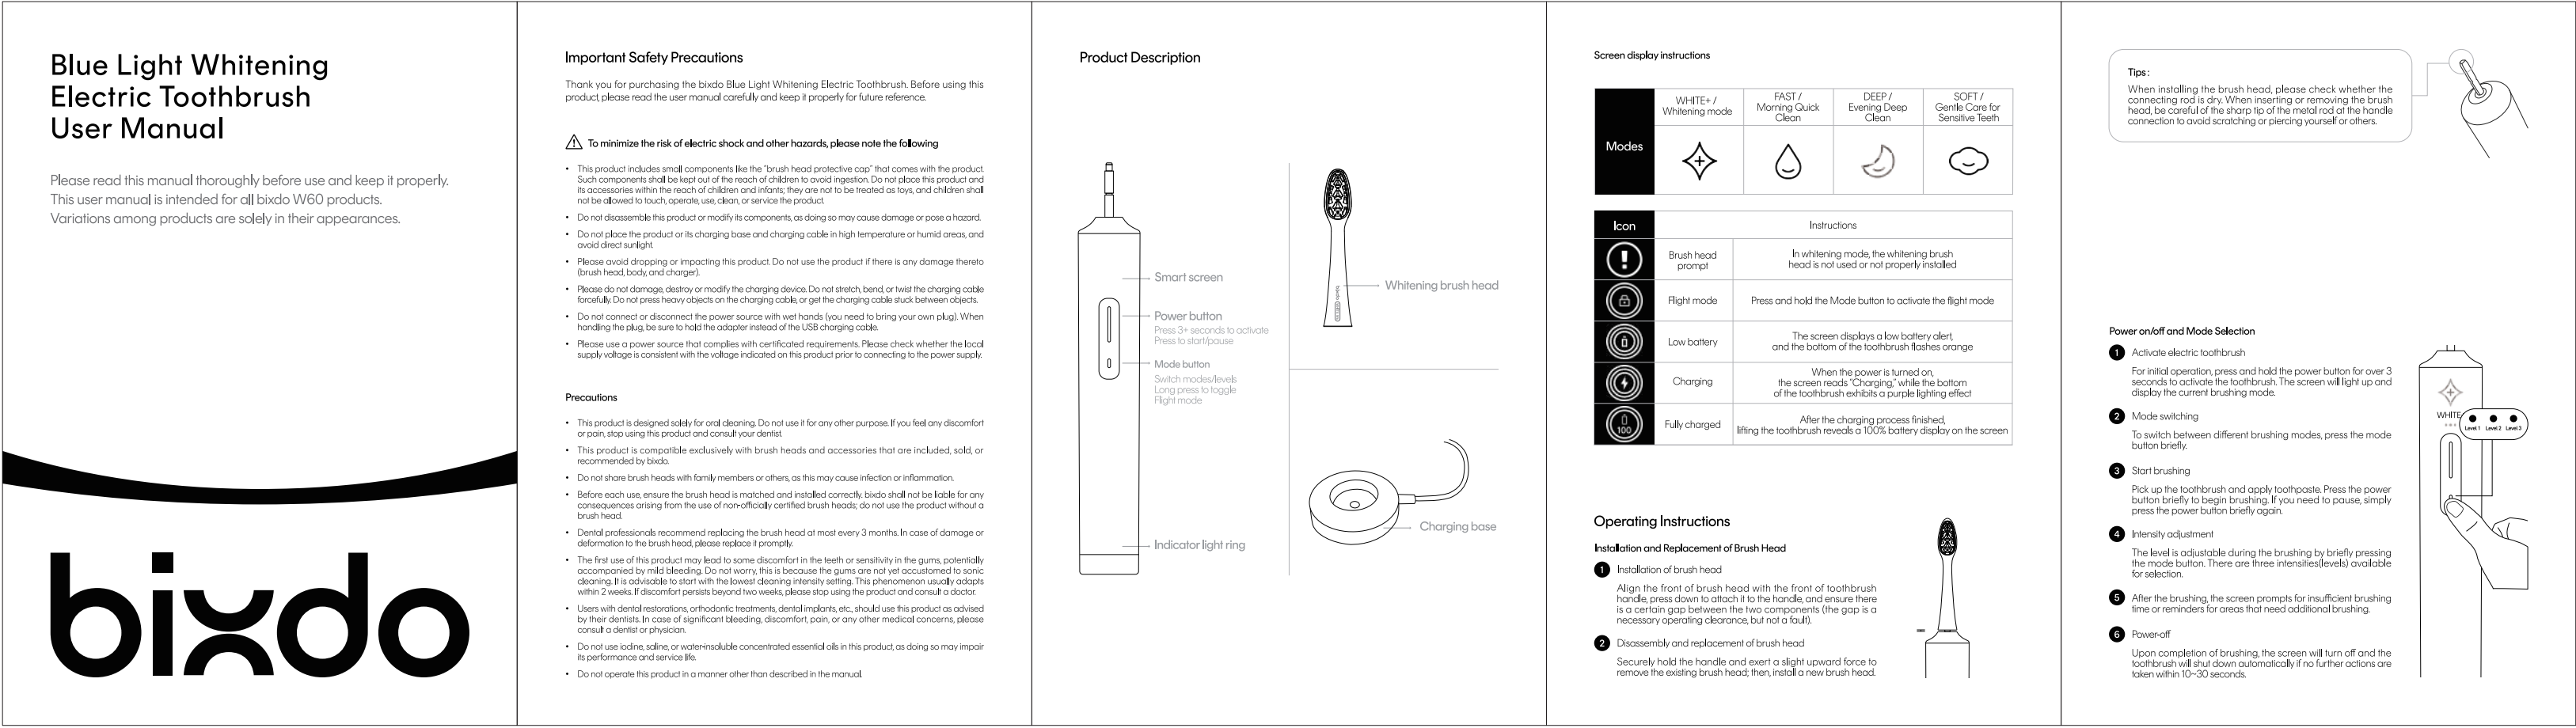 Blue Light Whitening
Electric Toothbrush
User Manual
Please read this manual thoroughly before use and keep it properly.
This user manual is intended for all bixdo W60 products.
Variations among products are solely in their appearances.
bixdo
Important Safety Precautions
Thank you for purchasing the bixdo Blue Light Whitening Electric Toothbrush. Before using this
product, please read the user manual carefully and keep it properly for future reference.
To minimize the risk of electric shock and other hazards, please note the following
• This product includes small components like the "brush head protective cap" that comes with the product.
Such components shall be kept out of the reach of children to avoid ingestion. Do not place this product and
its accessories within the reach of children and infants; they are not to be treated as toys, and children shall
not be allowed to touch, operate, use, clean, or service the product.
• Do not disassemble this product or modify its components, as doing so may cause damage or pose a hazard.
• Do not place the product or its charging base and charging cable in high temperature or humid areas, and
avoid direct sunlight.
• Please avoid dropping or impacting this product. Do not use the product if there is any damage thereto
(brush head, body, and charger).
• Please do not damage, destroy or modify the charging device. Do not stretch, bend, or twist the charging cable
forcefully. Do not press heavy objects on the charging cable, or get the charging cable stuck between objects.
• Do not connect or disconnect the power source with wet hands (you need to bring your own plug). When
handling the plug, be sure to hold the adapter instead of the USB charging cable.
• Please use a power source that complies with certificated requirements. Please check whether the local
supply voltage is consistent with the voltage indicated on this product prior to connecting to the power supply.
Precautions
• This product is designed solely for oral cleaning. Do not use it for any other purpose. If you feel any discomfort
or pain, stop using this product and consult your dentist.
• This product is compatible exclusively with brush heads and accessories that are included, sold, or
recommended by bixdo.
• Do not share brush heads with family members or others, as this may cause infection or inflammation.
• Before each use, ensure the brush head is matched and installed correctly. bixdo shall not be liable for any
consequences arising from the use of non-officially certified brush heads; do not use the product without a
brush head.
• Dental professionals recommend replacing the brush head at most every 3 months. In case of damage or
deformation to the brush head, please replace it promptly.
• The first use of this product may lead to some discomfort in the teeth or sensitivity in the gums, potentially
accompanied by mild bleeding. Do not worry, this is because the gums are not yet accustomed to sonic
cleaning. It is advisable to start with the lowest cleaning intensity setting. This phenomenon usually adapts
within 2 weeks. If discomfort persists beyond two weeks, please stop using the product and consult a doctor.
• Users with dental restorations, orthodontic treatments, dental implants, etc., should use this product as advised
by their dentists. In case of significant bleeding, discomfort, pain, or any other medical concerns, please
consult a dentist or physician.
• Do not use iodine, saline, or water-insoluble concentrated essential oils in this product, as doing so may impair
its performance and service life.
• Do not operate this product in a manner other than described in the manual.
Product Description
Smart screen
Power button
Press 3+ seconds to activate
Press to start/pause
Mode button
Switch modes/levels
Long press to toggle
Flight mode
Indicator light ring
Whitening brush head
bixdo
Charging base
Screen display instructions
Modes
WHITE+ /
Whitening mode
FAST /
Morning Quick
Clean
DEEP /
Evening Deep
Clean
SOFT /
Gentle Care for
Sensitive Teeth
Icon
Instructions
Brush head
prompt
In whitening mode, the whitening brush
head is not used or not properly installed
Flight mode
Press and hold the Mode button to activate the flight mode
Low battery
The screen displays a low battery alert,
and the bottom of the toothbrush flashes orange
Charging
When the power is turned on,
the screen reads "Charging," while the bottom
of the toothbrush exhibits a purple lighting effect
100
Fully charged
After the charging process finished,
lifting the toothbrush reveals a 100% battery display on the screen
Operating Instructions
Installation and Replacement of Brush Head
1 Installation of brush head
Align the front of brush head with the front of toothbrush
handle, press down to attach it to the handle, and ensure there
is a certain gap between the two components (the gap is a
necessary operating clearance, but not a fault).
2 Disassembly and replacement of brush head
Securely hold the handle and exert a slight upward force to
remove the existing brush head; then, install a new brush head.
Tips:
When installing the brush head, please check whether the
connecting rod is dry. When inserting or removing the brush
head, be careful of the sharp tip of the metal rod at the handle
connection to avoid scratching or piercing yourself or others.
Power on/off and Mode Selection
1 Activate electric toothbrush
For initial operation, press and hold the power button for over 3
seconds to activate the toothbrush. The screen will light up and
display the current brushing mode.
2 Mode switching
To switch between different brushing modes, press the mode
button briefly.
3 Start brushing
Pick up the toothbrush and apply toothpaste. Press the power
button briefly to begin brushing. If you need to pause, simply
press the power button briefly again.
4 Intensity adjustment
The level is adjustable during the brushing by briefly pressing
the mode button. There are three intensities(levels) available
for selection.
5 After the brushing, the screen prompts for insufficient brushing
time or reminders for areas that need additional brushing.
6 Power-off
Upon completion of brushing, the screen will turn off and the
toothbrush will shut down automatically if no further actions are
taken within 10~30 seconds.
WHITE
Level 1 Level 2 Level 3